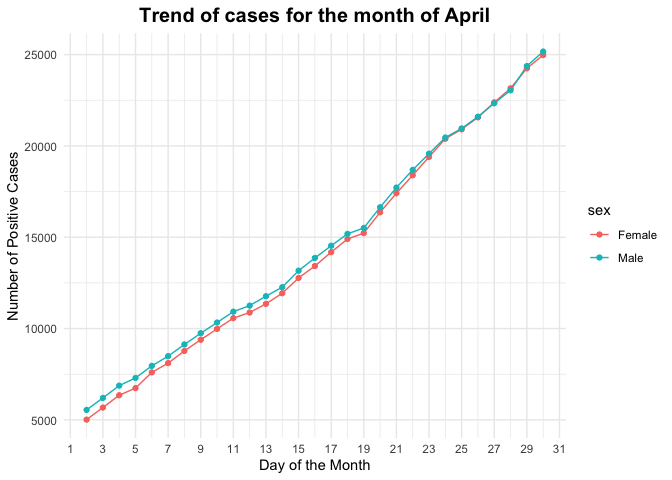 Trend of cases for the month of April
25000
20000
15000
10000
5000
Number of Positive Cases
1 3 5 7 9 11 13 15 17 19 21 23 25 27 29 31
Day of the Month
sex
Female
Male